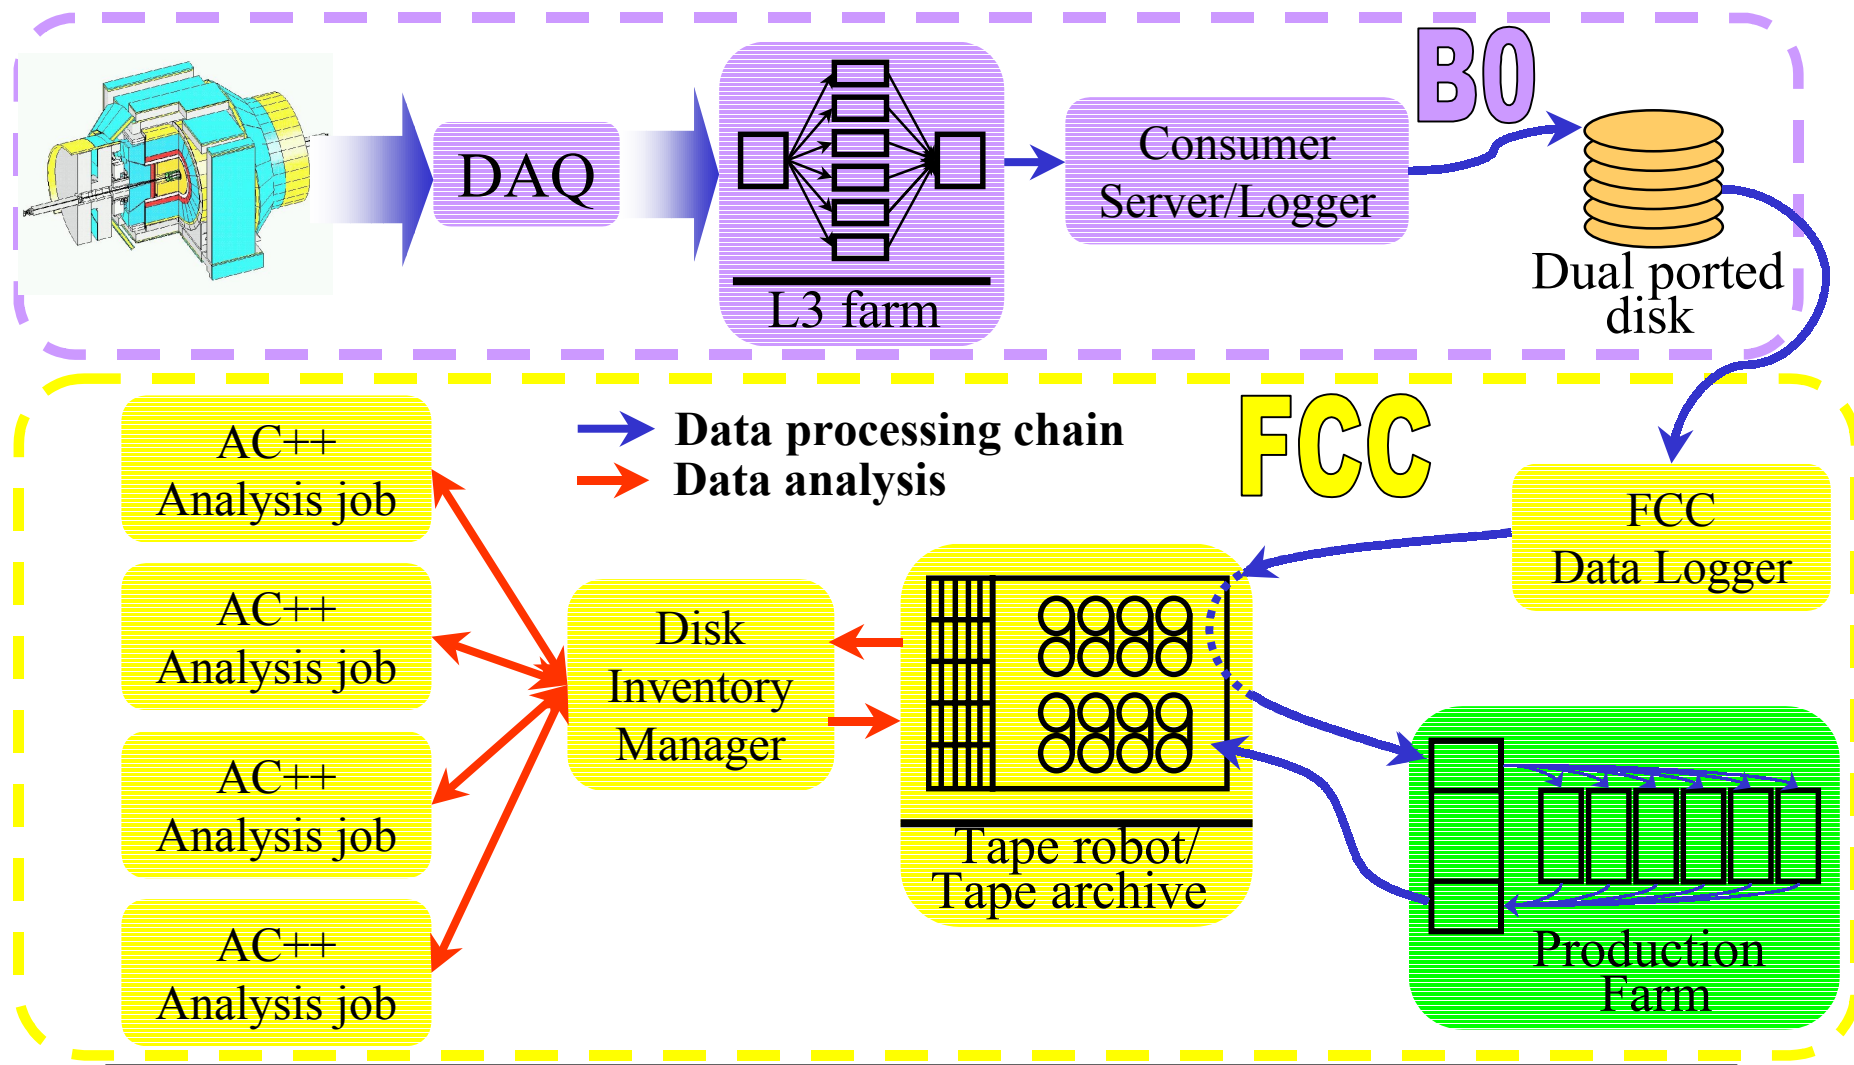 B0
DAQ
L3 farm
Consumer
Server/Logger
Dual ported
disk
FCC
Data processing chain
Data analysis
AC++
Analysis job
AC++
Analysis job
AC++
Analysis job
AC++
Analysis job
Disk
Inventory
Manager
Tape robot/
Tape archive
FCC
Data Logger
Production
Farm